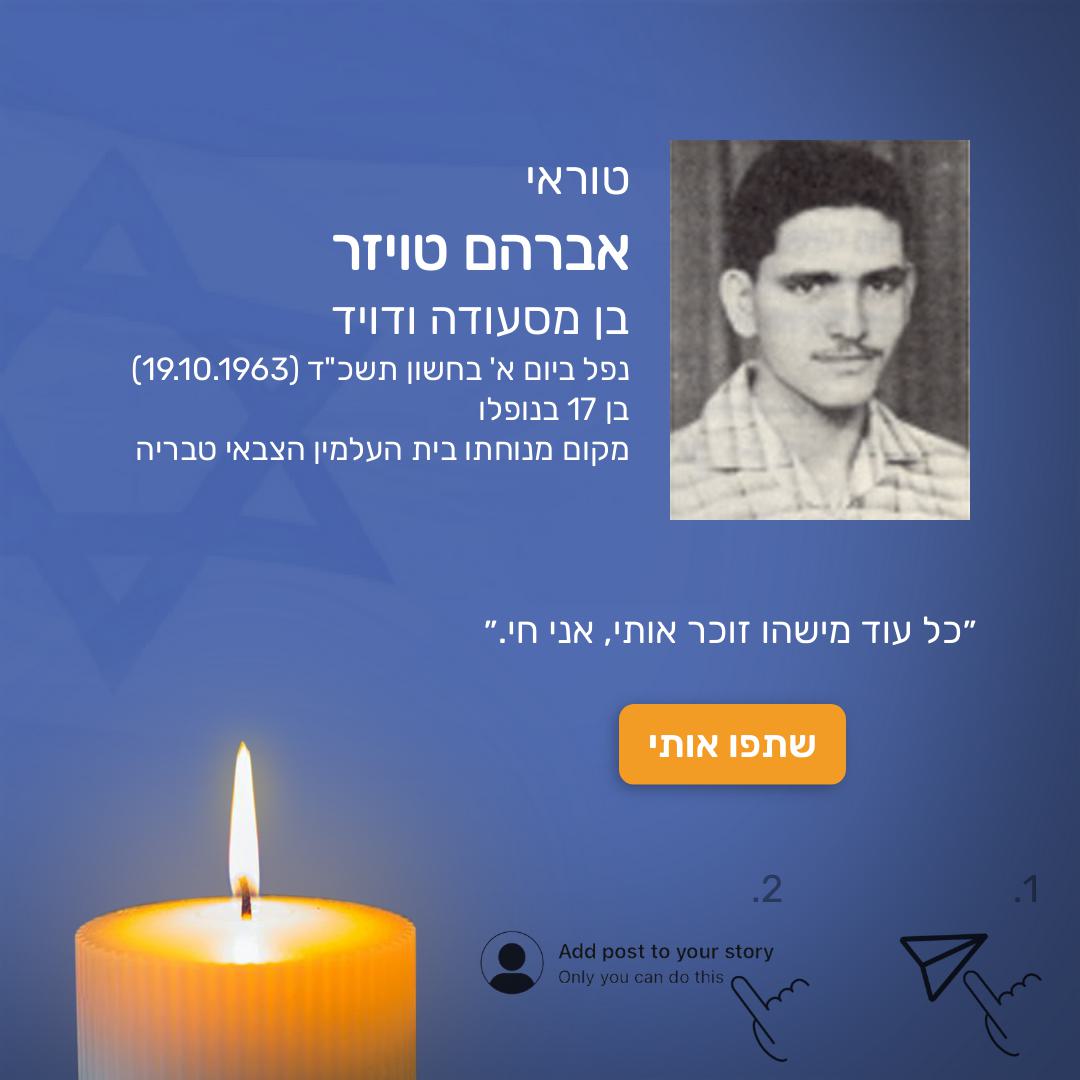 טוראי
אברהם טויזר
בן מסעודה ודויד
נפל ביום א' בחשון תשכ"ד (19.10.1963)
בן 17 בנופלו
מקום מנוחתו בית העלמין הצבאי טבריה
״כל עוד מישהו זוכר אותי, אני חי.״
שתפו אותי
1.
2.
Add post to your story
Only you can do this